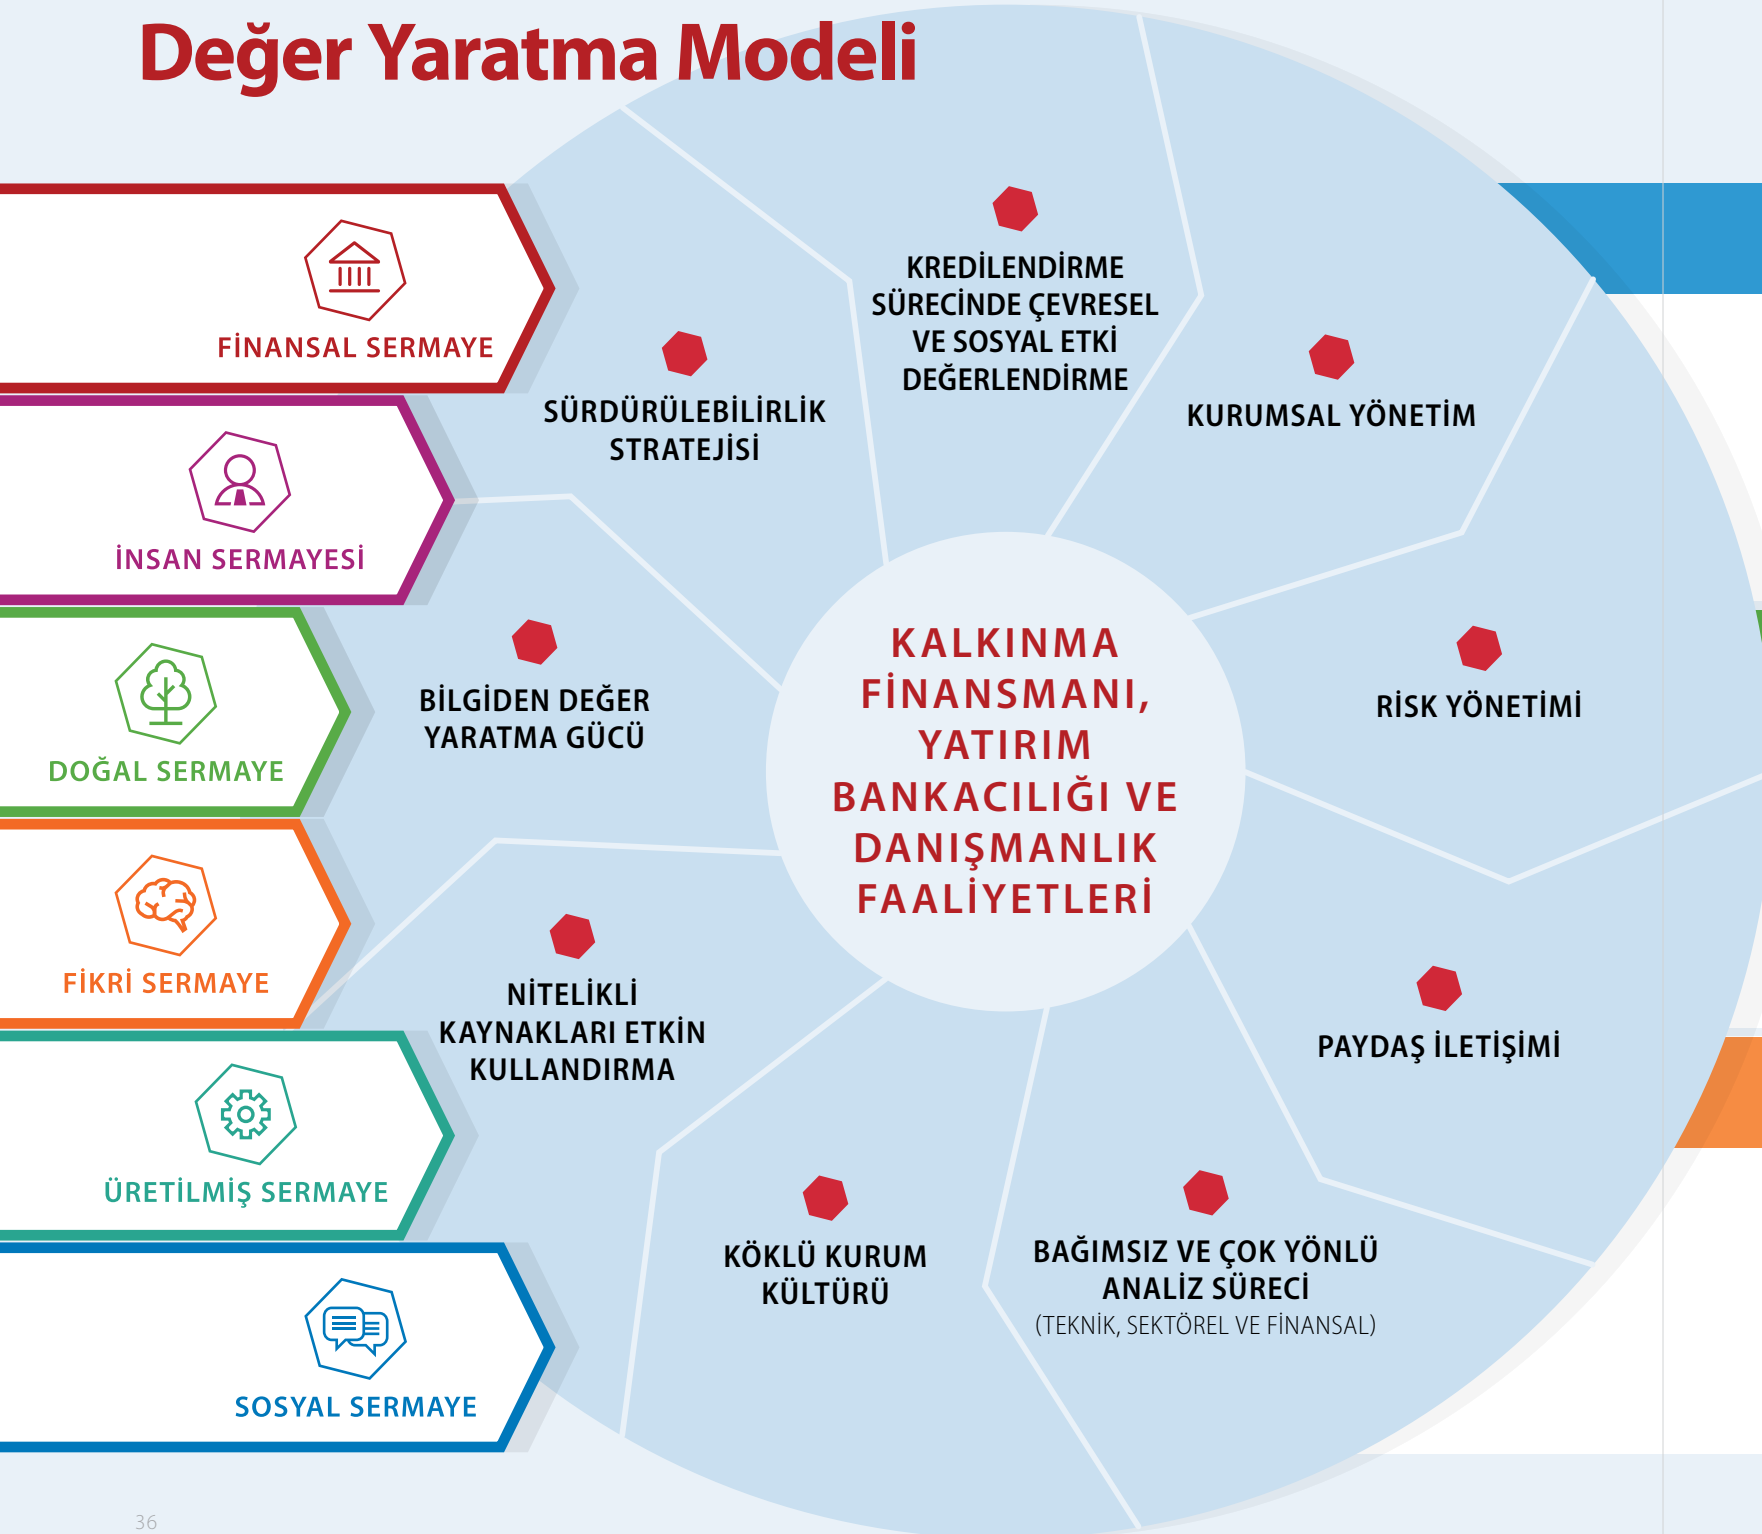 Değer Yaratma Modeli
FİNANSAL SERMAYE
İNSAN SERMAYESİ
DOĞAL SERMAYE
FİKRİ SERMAYE
ÜRETİLMİŞ SERMAYE
SOSYAL SERMAYE
KREDİLENDİRME
SÜRECİNDE ÇEVRESEL
VE SOSYAL ETKİ
DEĞERLENDİRME
SÜRDÜRÜLEBİLİRLİK
STRATEJİSİ
KURUMSAL YÖNETİM
BİLGİDEN DEĞER
YARATMA GÜCÜ
KALKINMA
FİNANSMANI,
YATIRIM
BANKACILIĞI VE
DANIŞMANLIK
FAALİYETLERİ
RİSK YÖNETİMİ
NİTELİKLİ
KAYNAKLARI ETKİN
KULLANDIRMA
PAYDAŞ İLETİŞİMİ
KÖKLÜ KURUM
KÜLTÜRÜ
BAĞIMSIZ VE ÇOK YÖNLÜ
ANALİZ SÜRECİ
(TEKNİK, SEKTÖREL VE FİNANSAL)
36